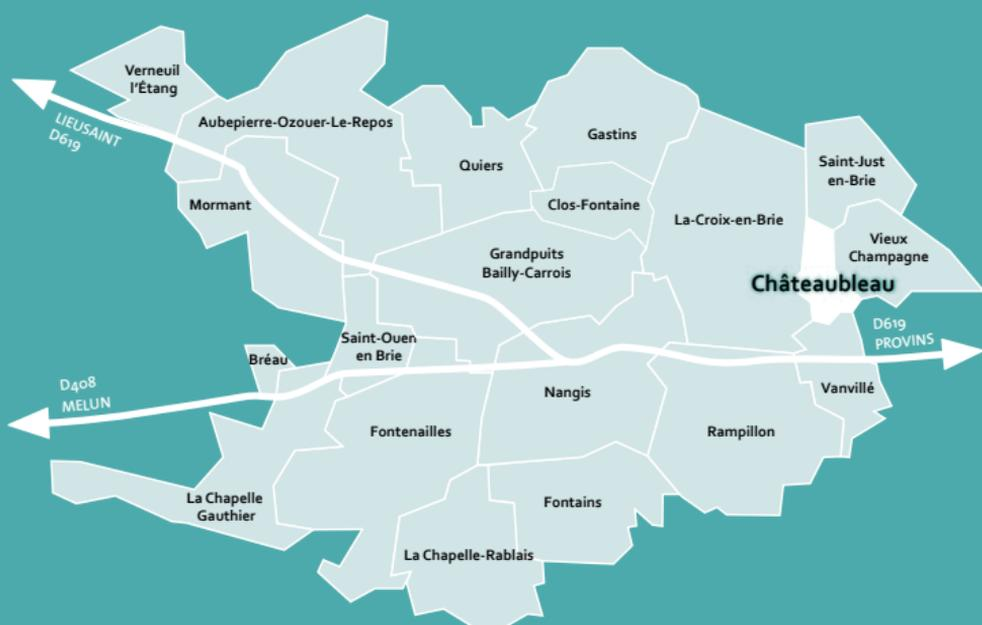 Verneuil
l'Étang
LIEUSAINT
D619
Aubepierre-Ozouer-Le-Repos
Gastins
Quiers
Saint-Just
en-Brie
Mormant
Clos-Fontaine
La-Croix-en-Brie
Vieux
Champagne
Grandpuits
Bailly-Carrois
Châteaubleau
D619
PROVINS
Saint-Ouen
en Brie
Bréau
D408
MELUN
Nangis
Vanvillé
Fontenailles
Rampillon
La Chapelle
Gauthier
Fontains
La Chapelle-Rablais